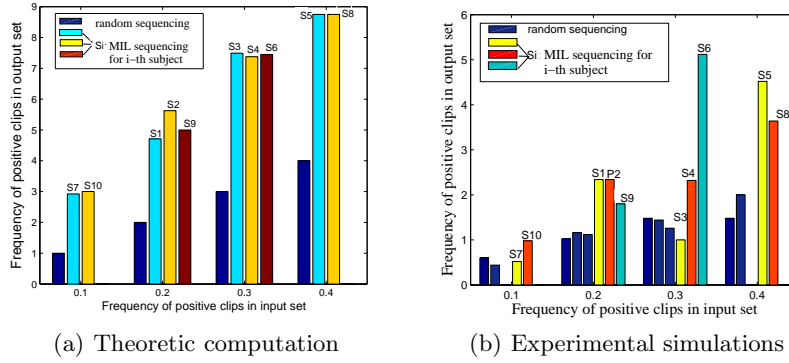 Frequency of positive clips in output set
9
8
7
6
5
4
3
2
1
0
random sequencing
Si: MIL sequencing
for i−th subject
S7
S10
S1
S2
S9
S3
S4
S6
S5
S8
0.1
0.2
0.3
0.4
Frequency of positive clips in input set
(a) Theoretic computation
Frequency of positive clips in output set
6
5
4
3
2
1
0
random sequencing
Si: MIL sequencing for
i−th subject
S7
S10
S1
P2
S9
S3
S4
S6
S5
S8
0.1
0.2
0.3
0.4
Frequency of positive clips in input set
(b) Experimental simulations